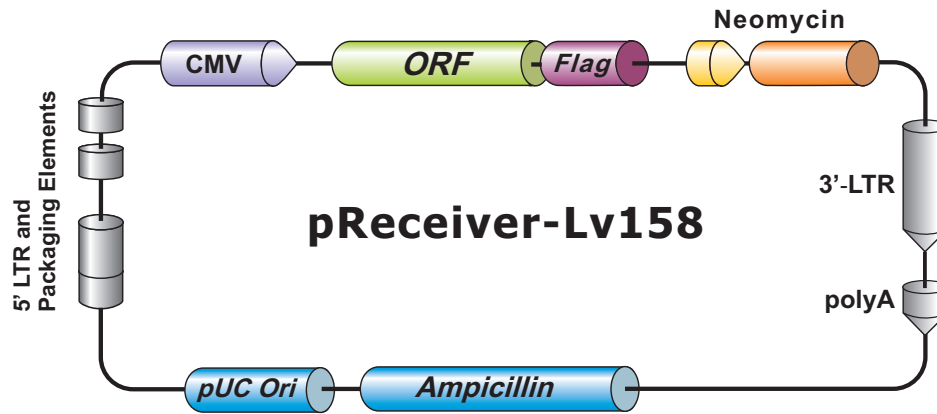 Neomycin
CMV
ORF
Flag
5' LTR and
Packaging Elements
3'-LTR
pReceiver-Lv158
polyA
pUC Ori
Ampicillin